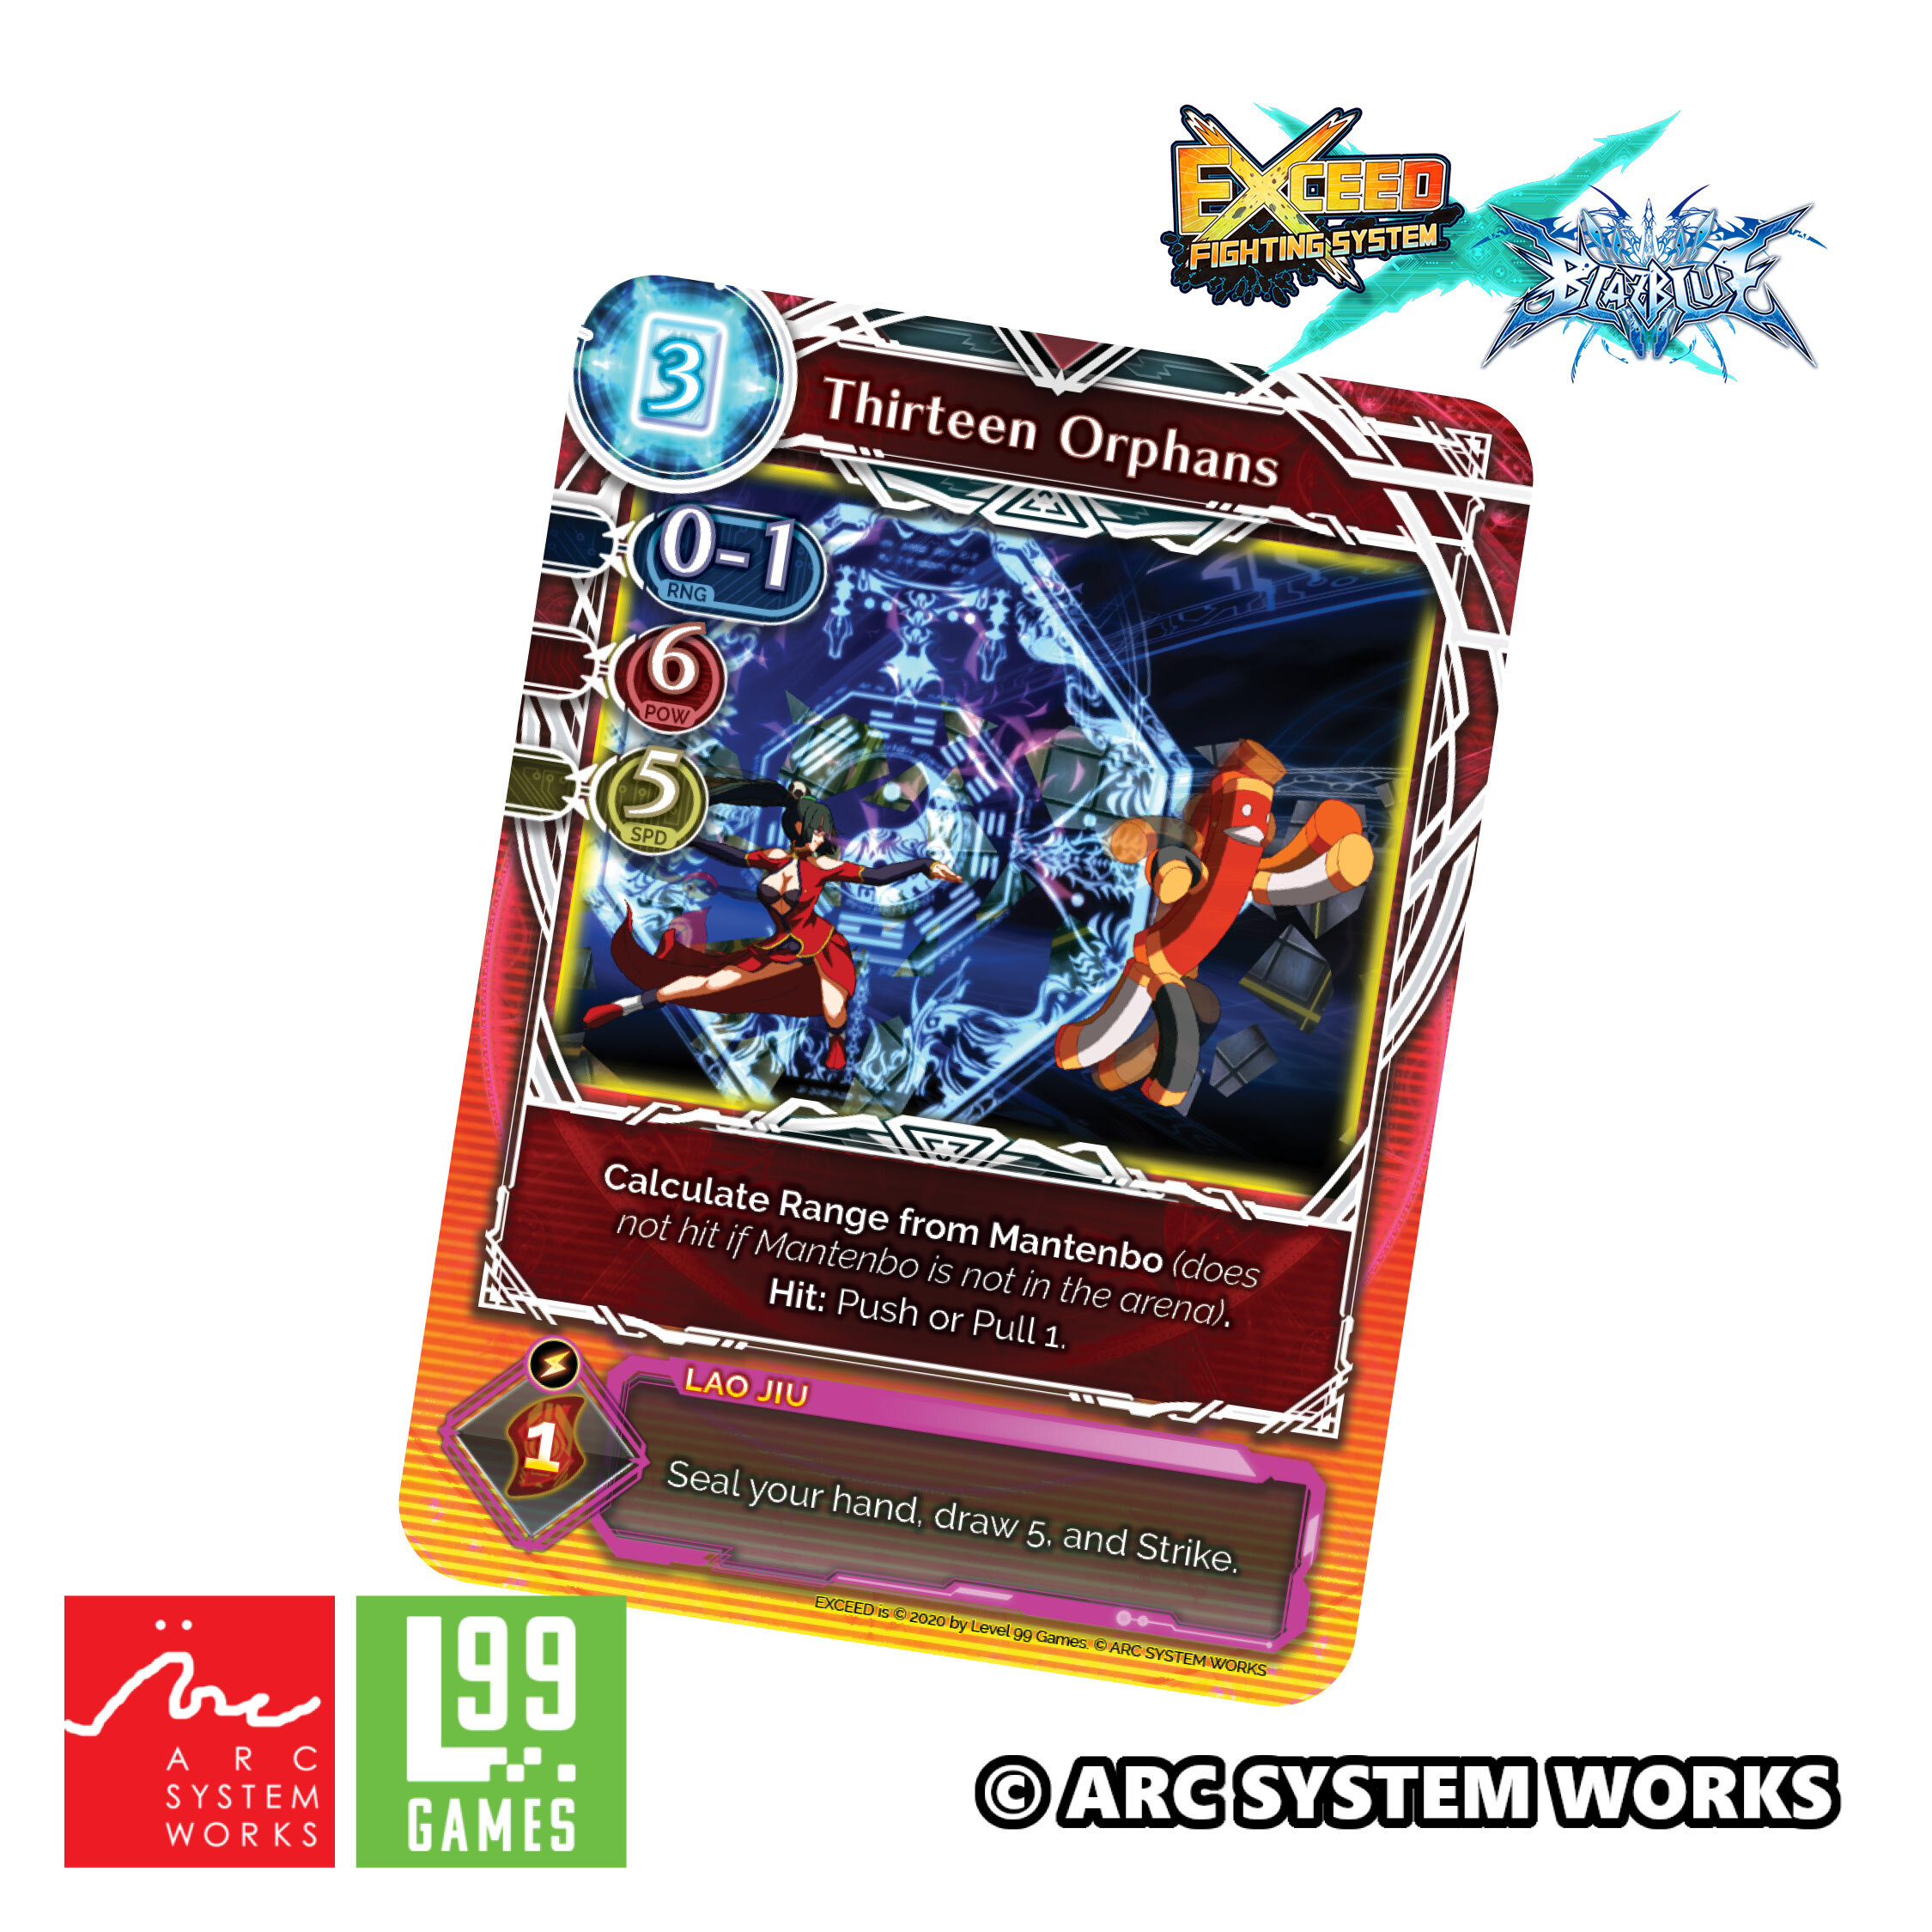 EXCEED
FIGHTING SYSTEM
BLAZBLUE
3
Thirteen Orphans
0-1
RNG
6
POW
5
SPD
Calculate Range from Mantenbo (does
not hit if Mantenbo is not in the arena).
Hit: Push or Pull 1.
LAO JIU
1
Seal your hand, draw 5, and Strike.
EXCEED is © 2020 by Level 99 Games. © ARC SYSTEM WORKS
Arc
ARC
SYSTEM
WORKS
L99
GAMES
© ARC SYSTEM WORKS